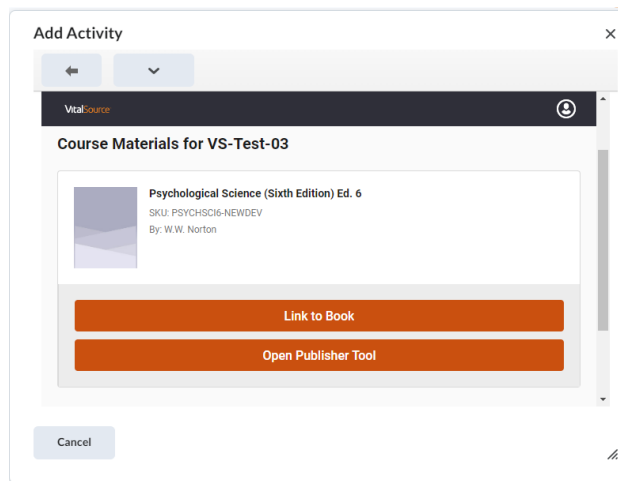 Add Activity
VitalSource
Course Materials for VS-Test-03
Psychological Science (Sixth Edition) Ed. 6
SKU: PSYCHSCI6-NEWDEV
By: W.W. Norton
Link to Book
Open Publisher Tool
Cancel